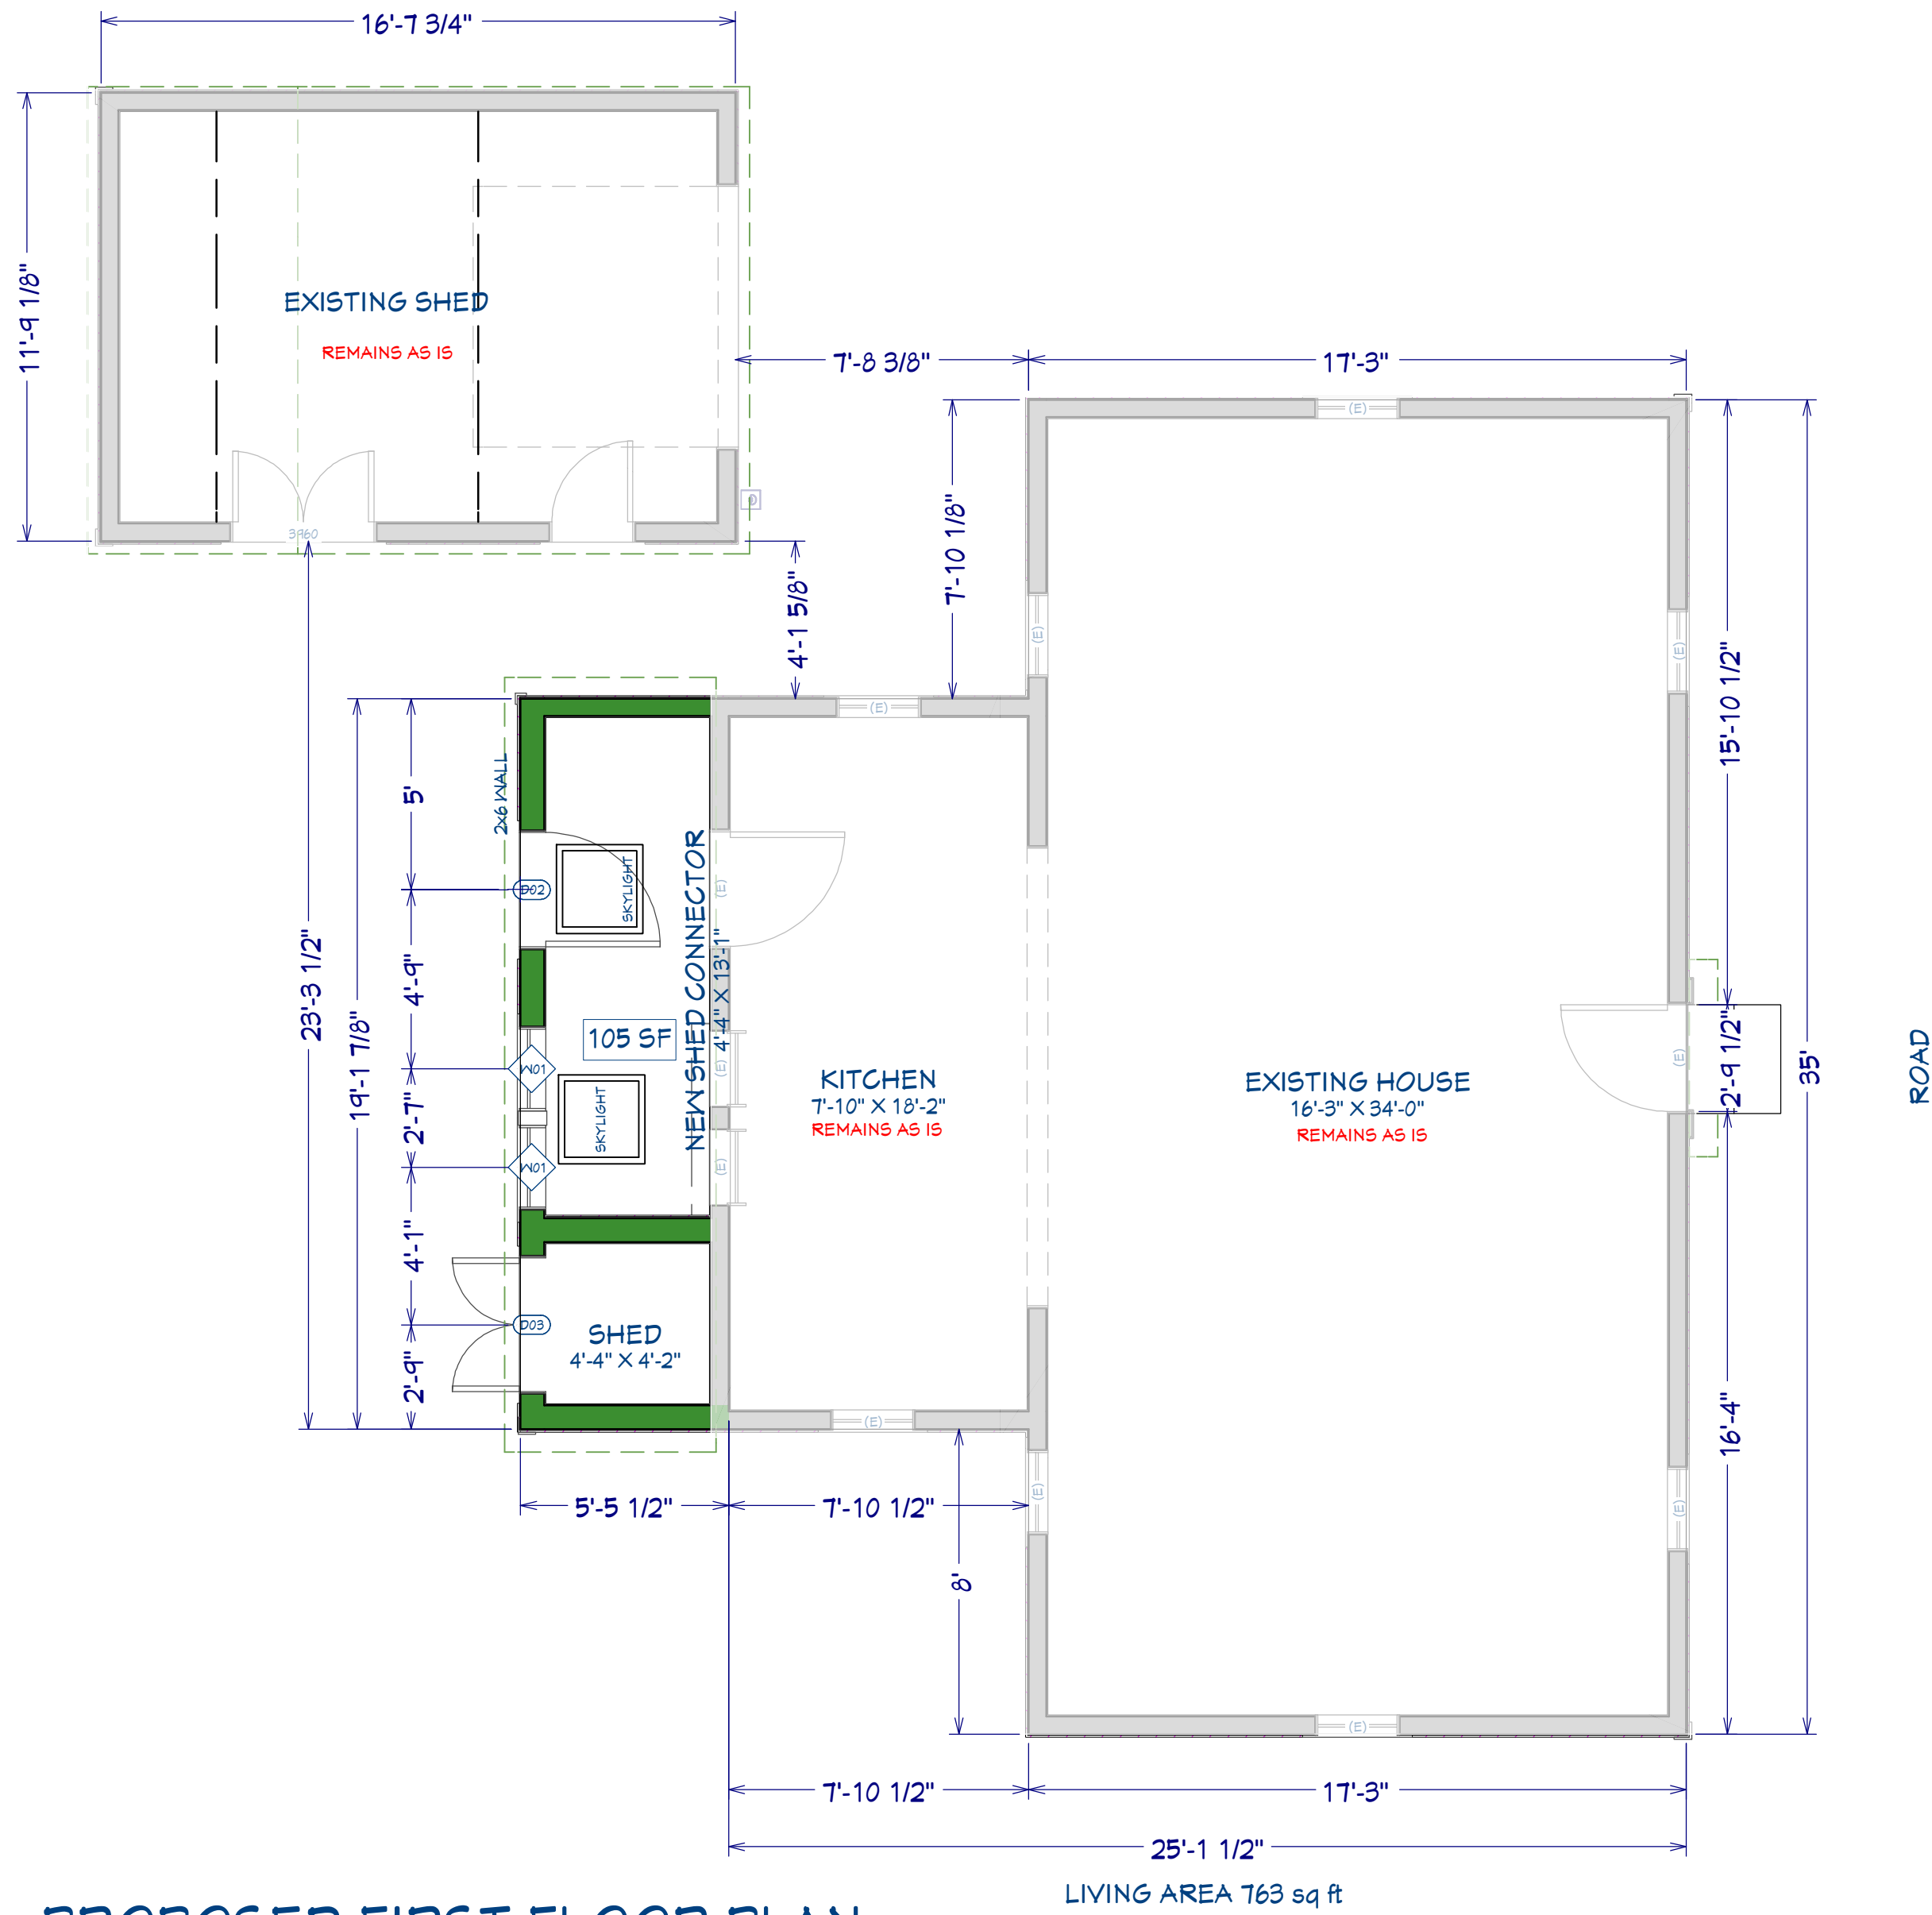 16'-7 3/4"
11'-9 1/8"
EXISTING SHED
REMAINS AS IS
3960
7'-8 3/8"
17'-3"
(E)
7'-10 1/8"
4'-1 5/8"
(E)
(E)
(E)
15'-10 1/2"
35'
2x6 WALL
5'
D02
SKYLIGHT
(E)
NEW SHED CONNECTOR
4'-4" X 13'-1"
23'-3 1/2"
19'-1 7/8"
4'-9"
105 SF
W01
(E)
2'-7"
SKYLIGHT
W01
(E)
KITCHEN
7'-10" X 18'-2"
REMAINS AS IS
EXISTING HOUSE
16'-3" X 34'-0"
REMAINS AS IS
(E)
2'-9 1/2"
ROAD
4'-1"
D03
SHED
4'-4" X 4'-2"
2'-9"
(E)
16'-4"
(E)
(E)
5'-5 1/2"
7'-10 1/2"
8'
(E)
7'-10 1/2"
17'-3"
25'-1 1/2"
LIVING AREA 763 sq ft
PROPOSED FIRST FLOOR PLAN